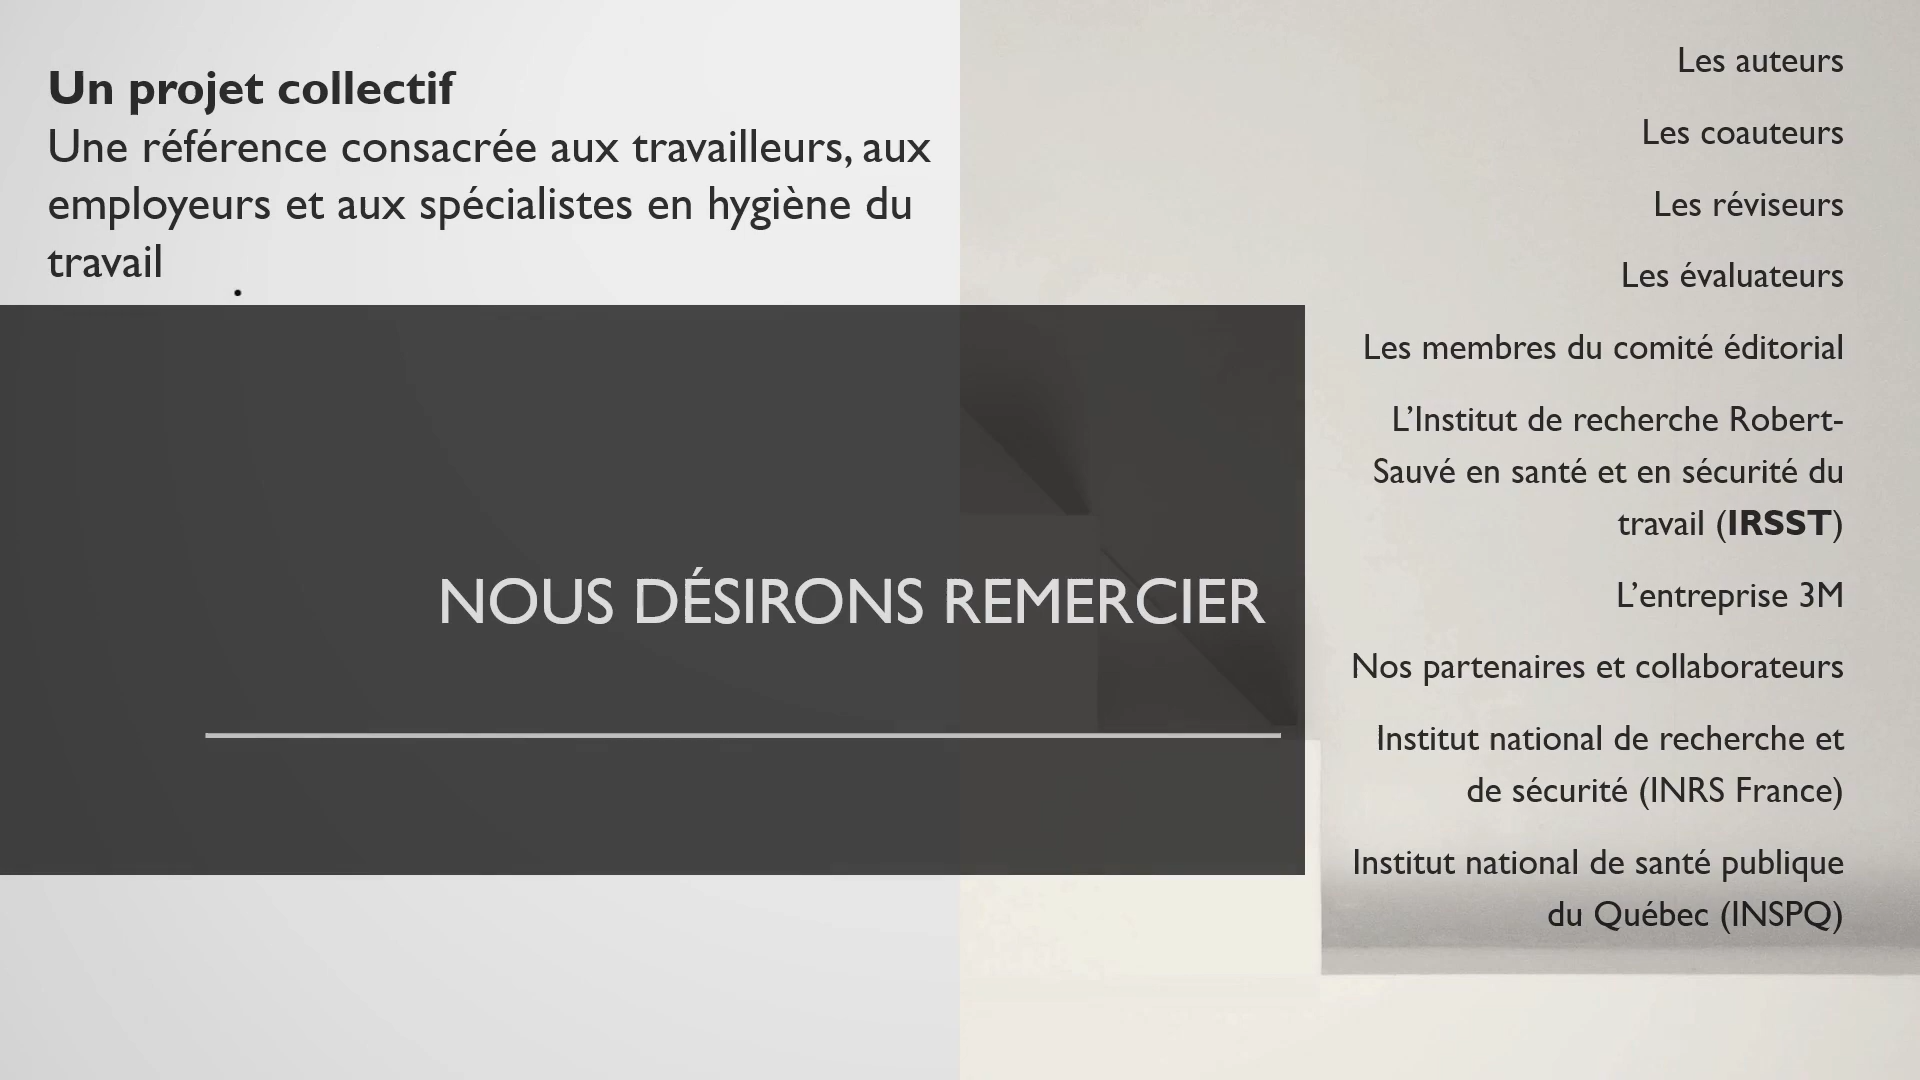 Un projet collectif
Une référence consacrée aux travailleurs, aux
employeurs et aux spécialistes en hygiène du
travail
.
NOUS DÉSIRONS REMERCIER
Les auteurs
Les coauteurs
Les réviseurs
Les évaluateurs
Les membres du comité éditorial
L’Institut de recherche Robert-
Sauvé en santé et en sécurité du
travail (IRSST)
L’entreprise 3M
Nos partenaires et collaborateurs
Institut national de recherche et
de sécurité (INRS France)
Institut national de santé publique
du Québec (INSPQ)